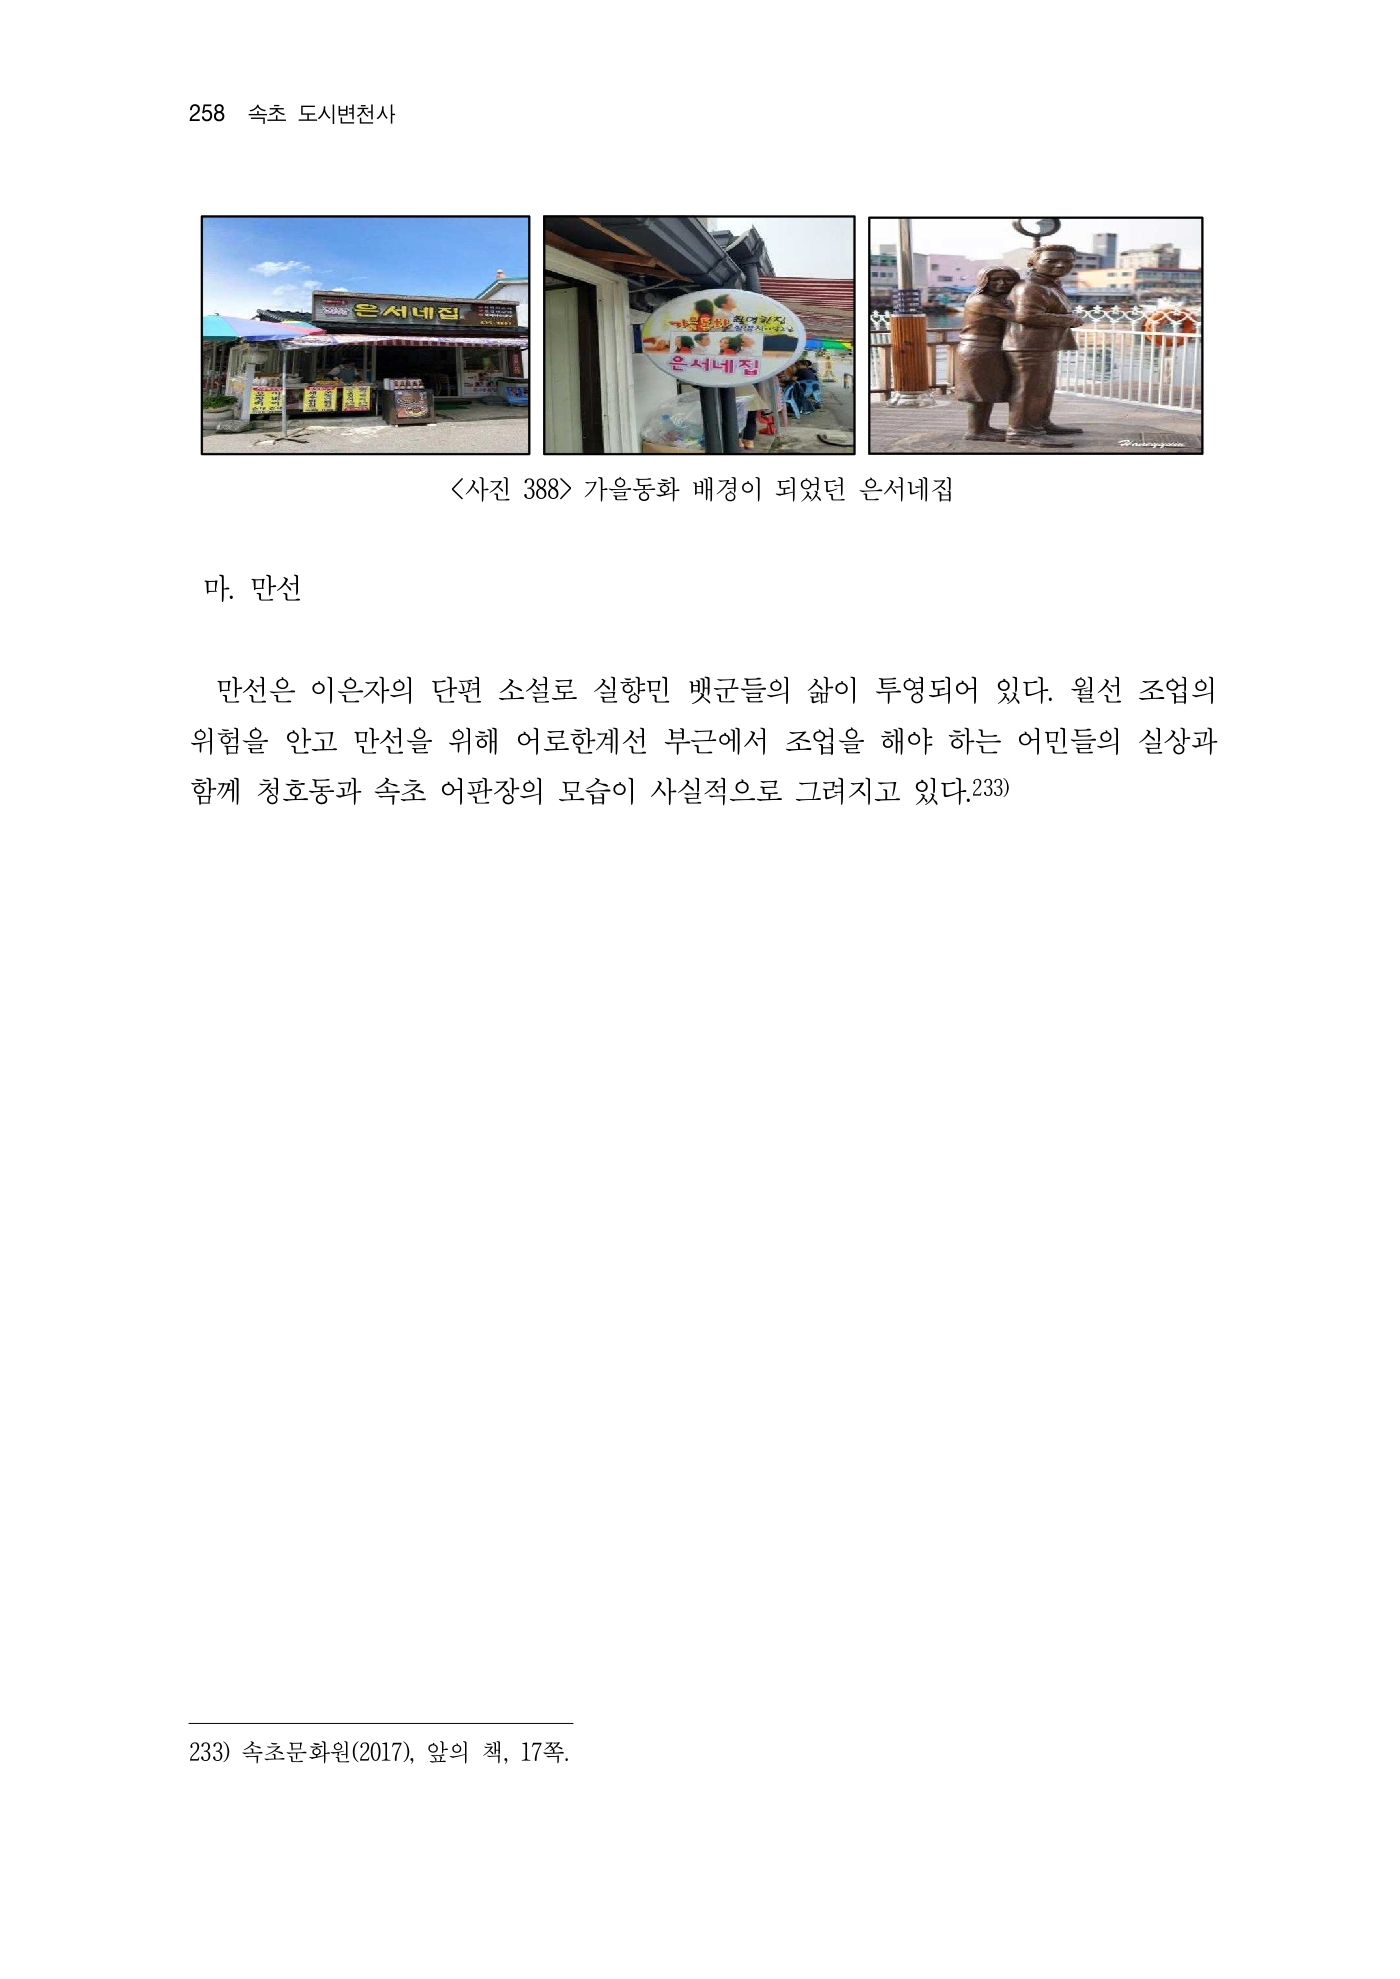 258 속초 도시변천사
은서네집
은서네집
<사진 388> 가을동화 배경이 되었던 은서네집
마. 만선
만선은 이은자의 단편 소설로 실향민 뱃군들의 삶이 투영되어 있다. 월선 조업의
위험을 안고 만선을 위해 어로한계선 부근에서 조업을 해야 하는 어민들의 실상과
함께 청호동과 속초 어판장의 모습이 사실적으로 그려지고 있다.233)
233) 속초문화원(2017), 앞의 책, 17쪽.